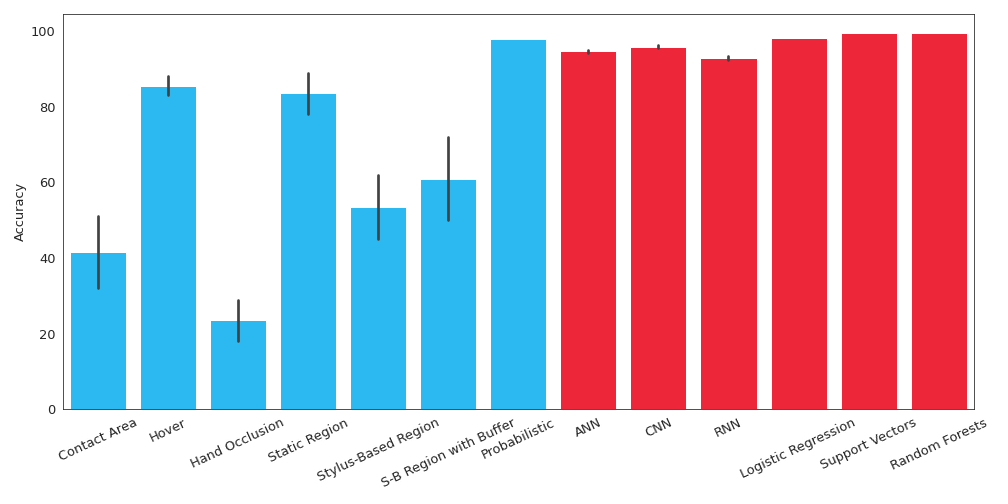 100
80
60
40
20
0
Accuracy
Contact Area
Hover
Hand Occlusion
Static Region
Stylus-Based Region
S-B Region with Buffer
Probabilistic
ANN
CNN
RNN
Logistic Regression
Support Vectors
Random Forests